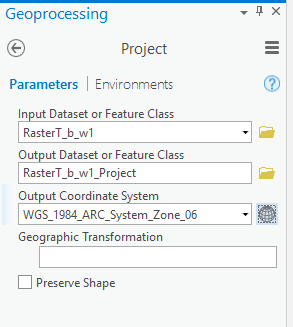 Geoprocessing
Project
Parameters | Environments
Input Dataset or Feature Class
RasterT_b_w1
Output Dataset or Feature Class
RasterT_b_w1_Project
Output Coordinate System
WGS_1984_ARC_System_Zone_06
Geographic Transformation
Preserve Shape